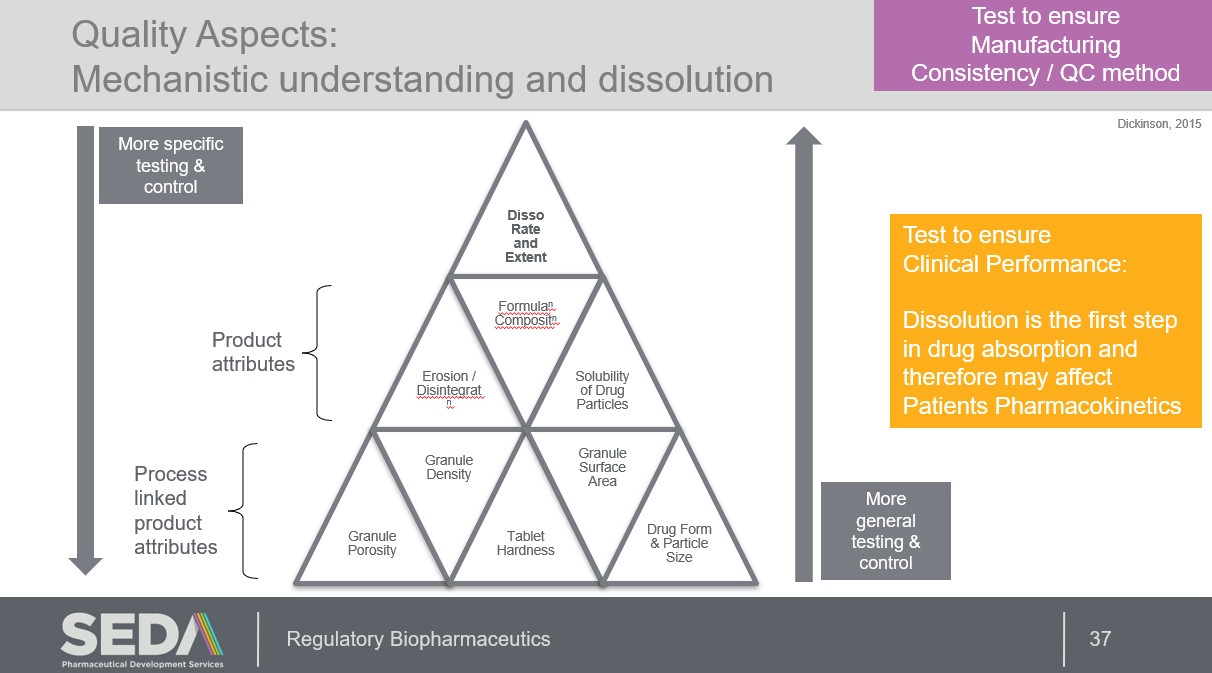 Quality Aspects:
Mechanistic understanding and dissolution
Test to ensure
Manufacturing
Consistency / QC method
Dickinson, 2015
More specific
testing &
control
Disso
Rate
and
Extent
Test to ensure
Clinical Performance:
Dissolution is the first step
in drug absorption and
therefore may affect
Patients Pharmacokinetics
Product
attributes
Formulaⁿ
Compositⁿ
Erosion /
Disintegrat
ⁿ
Solubility
of Drug
Particles
Process
linked
product
attributes
Granule
Density
Granule
Surface
Area
Granule
Porosity
Tablet
Hardness
Drug Form
& Particle
Size
More
general
testing &
control
SEDA
Pharmaceutical Development Services
Regulatory Biopharmaceutics
37